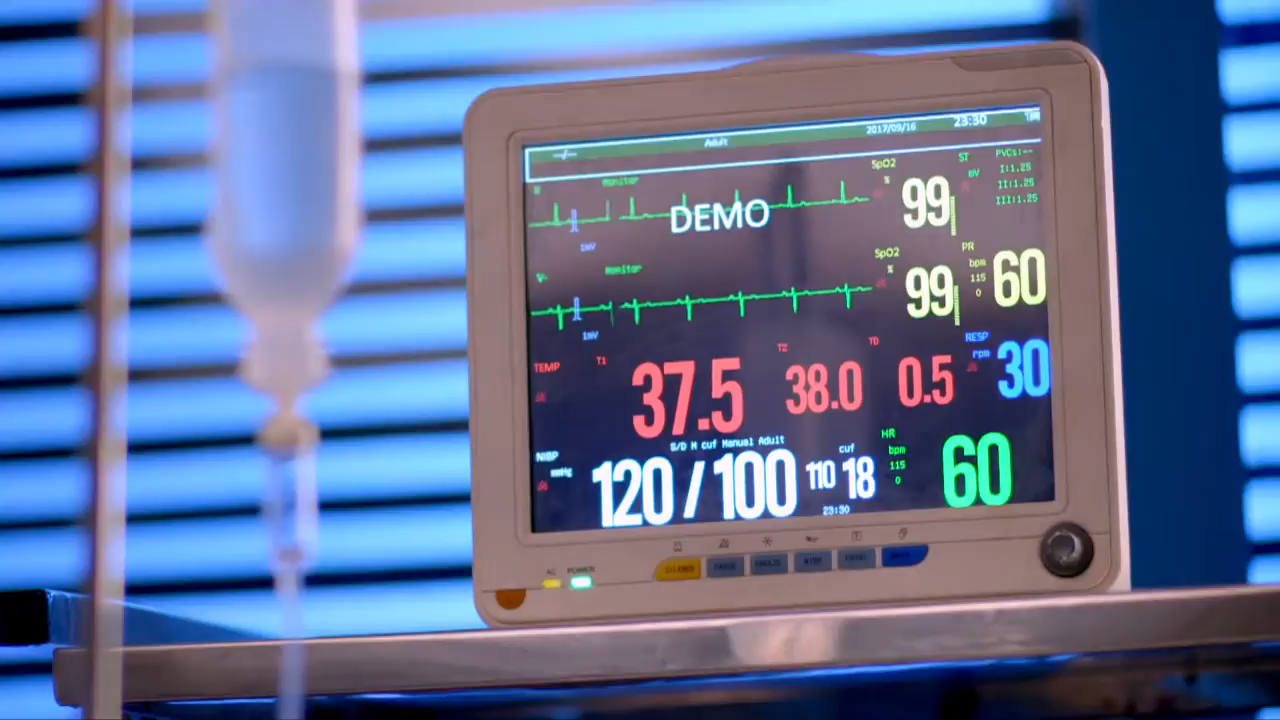 Adult 2017/09/16 23:30
Monitor
DEMO
1mV
SpO2
%
99
ST
mV
PVCs:--
I:1.25
II:1.25
III:1.25
V-
Monitor
1mV
SpO2
%
99
PR
bpm
115
0
60
TEMP
T1
37.5
T2
38.0
TD
0.5
RESP
rpm
30
NIBP
mmHg
S/D M cuf Manual Adult
120/100
110
cuf
18
23:30
HR
bpm
115
0
60
AC POWER